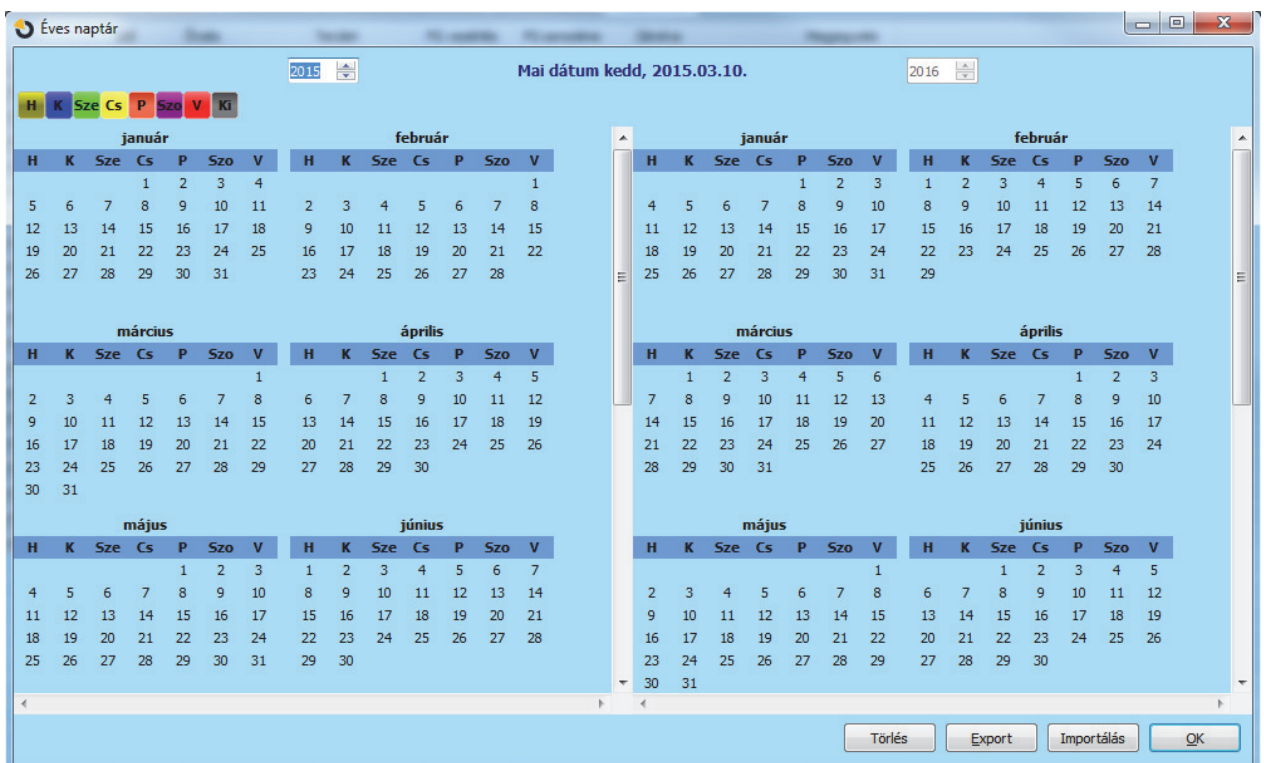 Éves naptár
2015 Mai dátum kedd, 2015.03.10. 2016
H K Sze Cs P Szo V Ki
január február január február
H K Sze Cs P Szo V H K Sze Cs P Szo V H K Sze Cs P Szo V H K Sze Cs P Szo V
1 2 3 4 1 1 2 3 1 2 3 4 5 6 7
5 6 7 8 9 10 11 2 3 4 5 6 7 8 4 5 6 7 8 9 10 8 9 10 11 12 13 14
12 13 14 15 16 17 18 9 10 11 12 13 14 15 11 12 13 14 15 16 17 15 16 17 18 19 20 21
19 20 21 22 23 24 25 16 17 18 19 20 21 22 18 19 20 21 22 23 24 22 23 24 25 26 27 28
26 27 28 29 30 31 23 24 25 26 27 28 25 26 27 28 29 30 31 29
március április március április
H K Sze Cs P Szo V H K Sze Cs P Szo V H K Sze Cs P Szo V H K Sze Cs P Szo V
1 1 2 3 4 5 1 2 3 4 5 6 1 2 3
2 3 4 5 6 7 8 6 7 8 9 10 11 12 7 8 9 10 11 12 13 4 5 6 7 8 9 10
9 10 11 12 13 14 15 13 14 15 16 17 18 19 14 15 16 17 18 19 20 11 12 13 14 15 16 17
16 17 18 19 20 21 22 20 21 22 23 24 25 26 21 22 23 24 25 26 27 18 19 20 21 22 23 24
23 24 25 26 27 28 29 27 28 29 30 28 29 30 31 25 26 27 28 29 30
30 31
május június május június
H K Sze Cs P Szo V H K Sze Cs P Szo V H K Sze Cs P Szo V H K Sze Cs P Szo V
1 2 3 1 2 3 4 5 6 7 1 1 2 3 4 5
4 5 6 7 8 9 10 8 9 10 11 12 13 14 2 3 4 5 6 7 8 6 7 8 9 10 11 12
11 12 13 14 15 16 17 15 16 17 18 19 20 21 9 10 11 12 13 14 15 13 14 15 16 17 18 19
18 19 20 21 22 23 24 22 23 24 25 26 27 28 16 17 18 19 20 21 22 20 21 22 23 24 25 26
25 26 27 28 29 30 31 29 30 23 24 25 26 27 28 29 27 28 29 30
30 31
Törlés Export Importálás OK